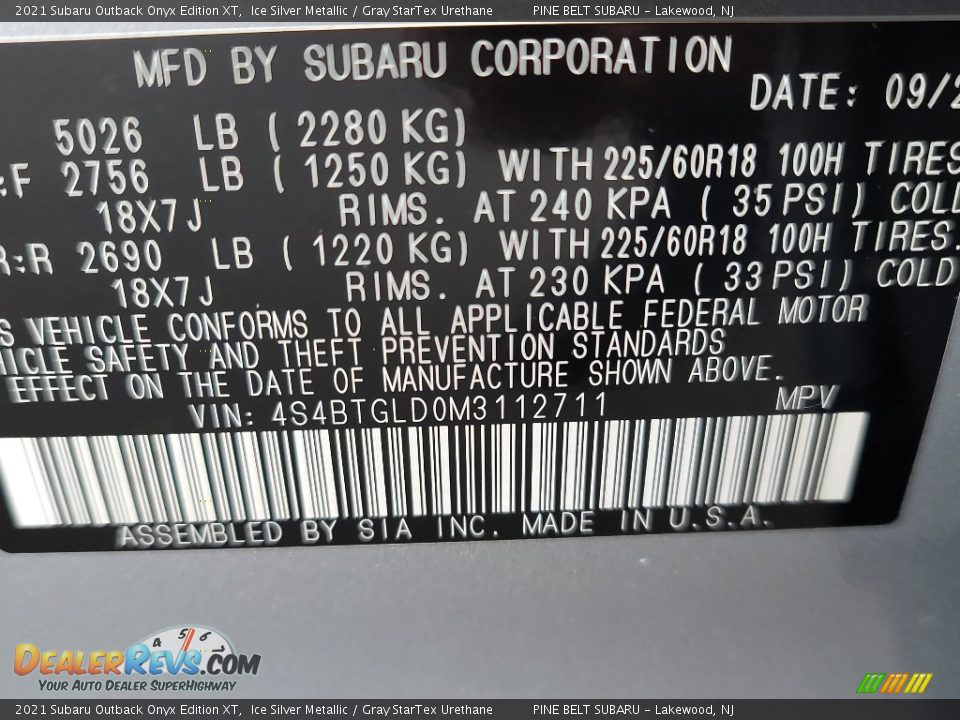 2021 Subaru Outback Onyx Edition XT, Ice Silver Metallic / Gray StarTex Urethane PINE BELT SUBARU - Lakewood, NJ
MFD BY SUBARU CORPORATION
DATE: 09/2
5026 LB ( 2280 KG)
:F 2756 LB ( 1250 KG) WITH 225/60R18 100H TIRES
18X7J RIMS. AT 240 KPA ( 35 PSI) COLD
R:R 2690 LB ( 1220 KG) WITH 225/60R18 100H TIRES.
18X7J RIMS. AT 230 KPA ( 33 PSI) COLD
S VEHICLE CONFORMS TO ALL APPLICABLE FEDERAL MOTOR
HICLE SAFETY AND THEFT PREVENTION STANDARDS
EFFECT ON THE DATE OF MANUFACTURE SHOWN ABOVE.
VIN: 4S4BTGLD0M3112711 MPV
ASSEMBLED BY SIA INC. MADE IN U.S.A.
4 5 6
DEALERREVS.COM
YOUR AUTO DEALER SUPERHIGHWAY
2021 Subaru Outback Onyx Edition XT, Ice Silver Metallic / Gray StarTex Urethane PINE BELT SUBARU - Lakewood, NJ